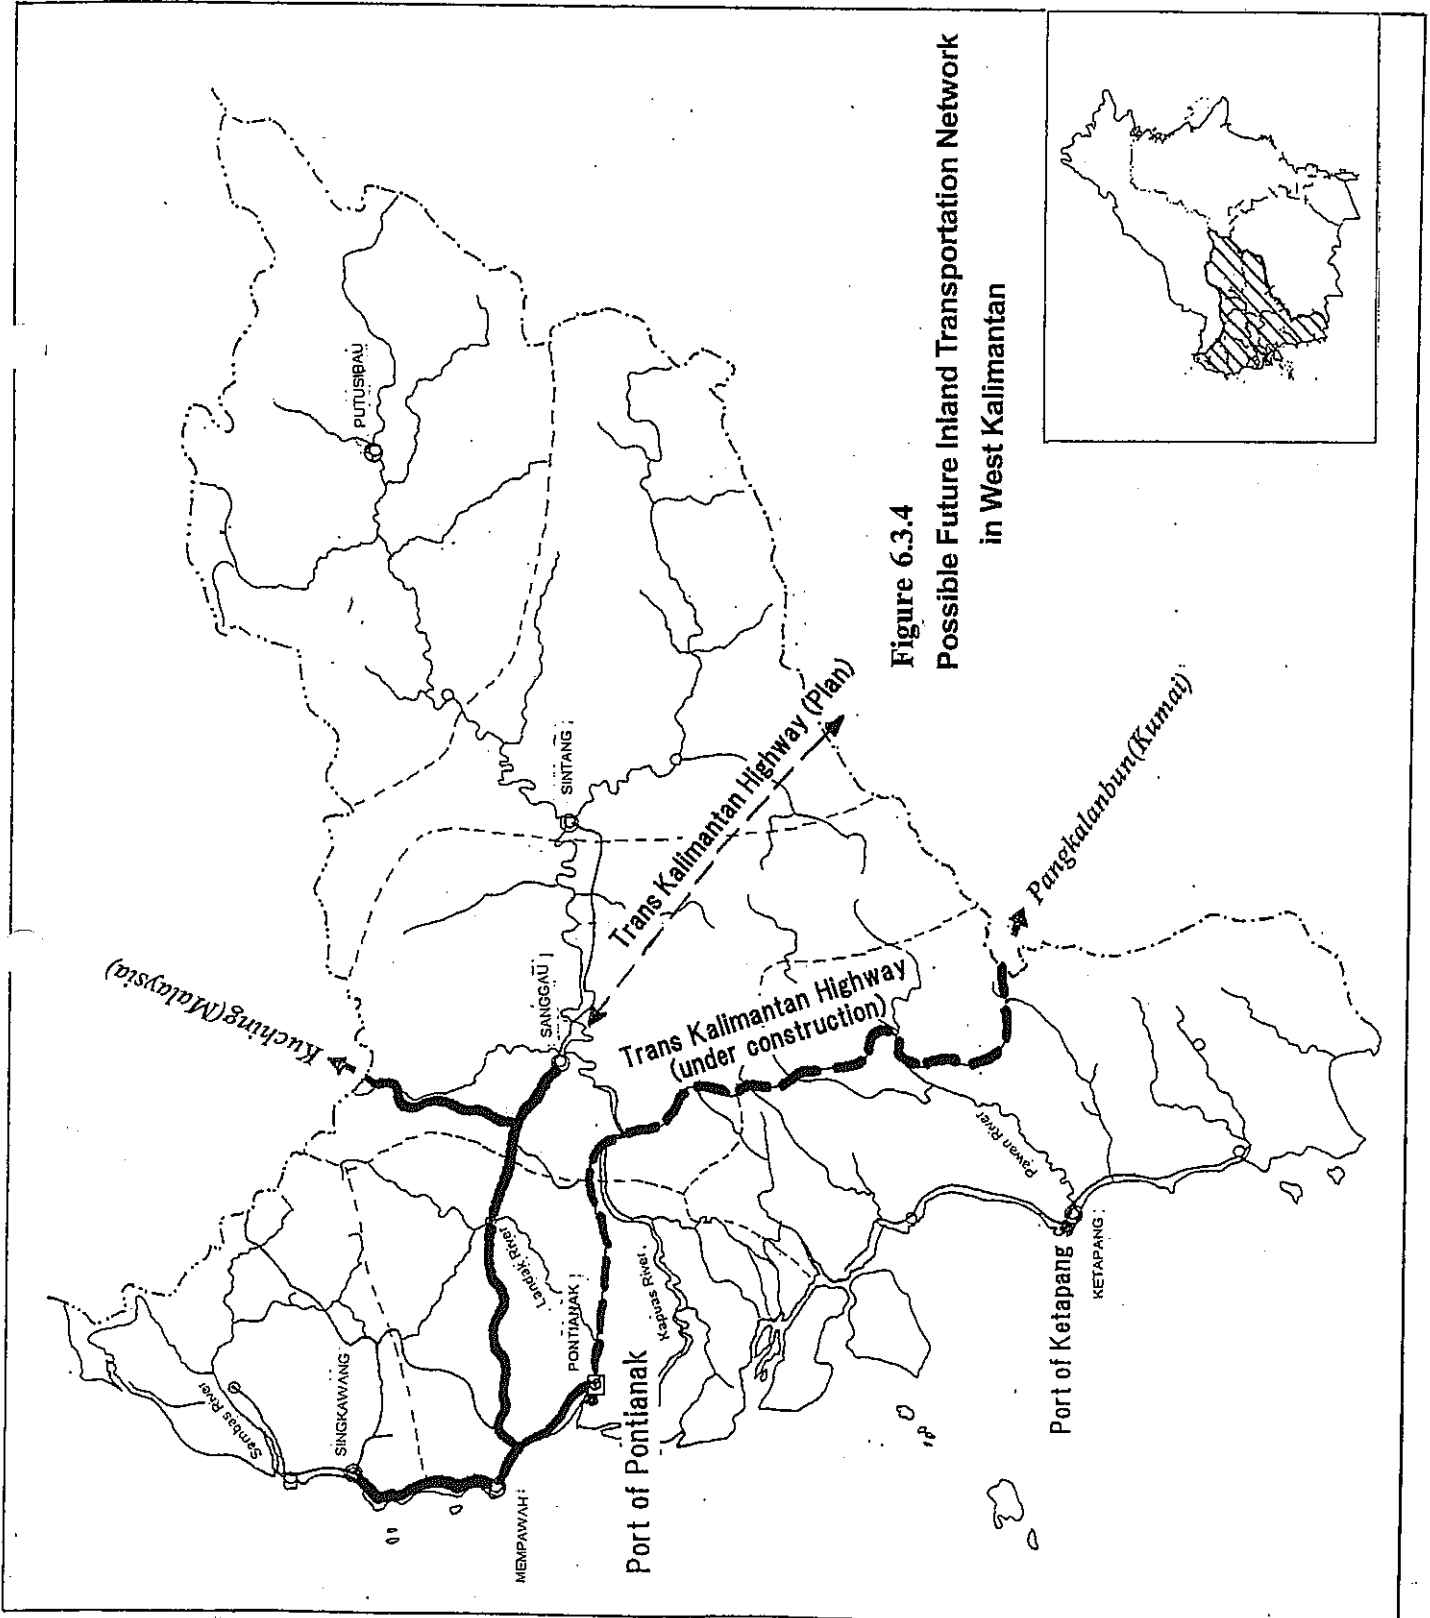 Figure 6.3.4
Possible Future Inland Transportation Network
in West Kalimantan
Kuching(Malaysia)
PUTUSIBAU
SINTANG
SANGGAU
Trans Kalimantan Highway (Plan)
Trans Kalimantan Highway
(under construction)
Pangkalanbun(Kumai)
Sambas River
SINGKAWANG
MEMPAWAH
Landak River
PONTIANAK
Port of Pontianak
Kapuas River
Pawan River
Port of Ketapang
KETAPANG